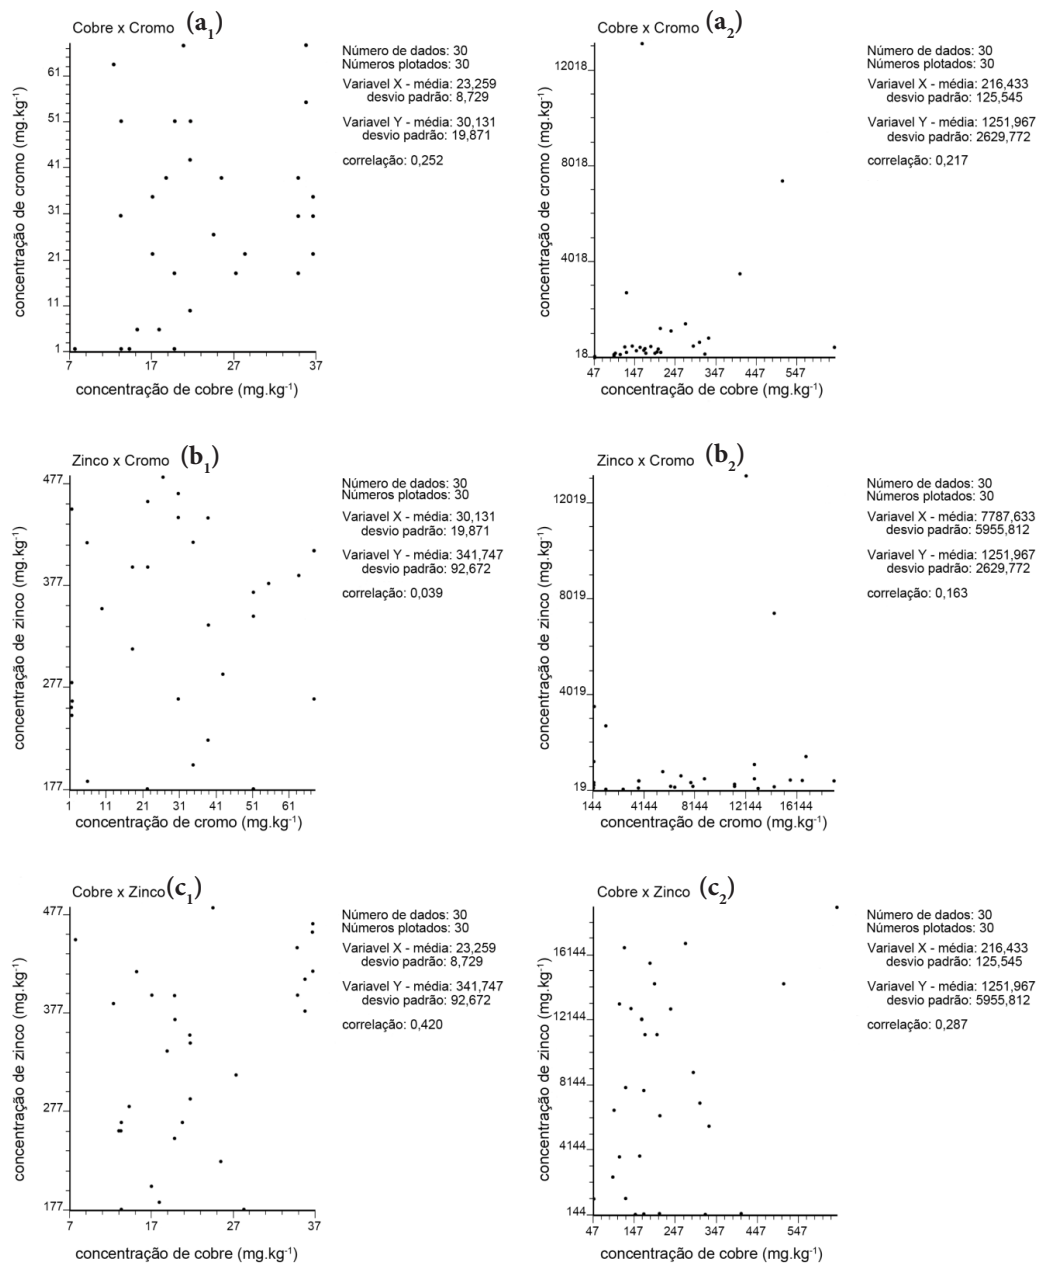 Cobre x Cromo (a1)
concentração de cromo (mg.kg-1)
61
51
41
31
21
11
1
7 17 27 37
concentração de cobre (mg.kg-1)
Número de dados: 30
Números plotados: 30
Variavel X - média: 23,259
desvio padrão: 8,729
Variavel Y - média: 30,131
desvio padrão: 19,871
correlação: 0,252
Cobre x Cromo (a2)
concentração de cromo (mg.kg-1)
12018
8018
4018
18
47 147 247 347 447 547
concentração de cobre (mg.kg-1)
Número de dados: 30
Números plotados: 30
Variavel X - média: 216,433
desvio padrão: 125,545
Variavel Y - média: 1251,967
desvio padrão: 2629,772
correlação: 0,217
Zinco x Cromo (b1)
concentração de zinco (mg.kg-1)
477
377
277
177
1 11 21 31 41 51 61
concentração de cromo (mg.kg-1)
Número de dados: 30
Números plotados: 30
Variavel X - média: 30,131
desvio padrão: 19,871
Variavel Y - média: 341,747
desvio padrão: 92,672
correlação: 0,039
Zinco x Cromo (b2)
concentração de zinco (mg.kg-1)
12019
8019
4019
19
144 4144 8144 12144 16144
concentração de cromo (mg.kg-1)
Número de dados: 30
Números plotados: 30
Variavel X - média: 7787,633
desvio padrão: 5955,812
Variavel Y - média: 1251,967
desvio padrão: 2629,772
correlação: 0,163
Cobre x Zinco (c1)
concentração de zinco (mg.kg-1)
477
377
277
177
7 17 27 37
concentração de cobre (mg.kg-1)
Número de dados: 30
Números plotados: 30
Variavel X - média: 23,259
desvio padrão: 8,729
Variavel Y - média: 341,747
desvio padrão: 92,672
correlação: 0,420
Cobre x Zinco (c2)
concentração de zinco (mg.kg-1)
16144
12144
8144
4144
144
47 147 247 347 447 547
concentração de cobre (mg.kg-1)
Número de dados: 30
Números plotados: 30
Variavel X - média: 216,433
desvio padrão: 125,545
Variavel Y - média: 1251,967
desvio padrão: 5955,812
correlação: 0,287